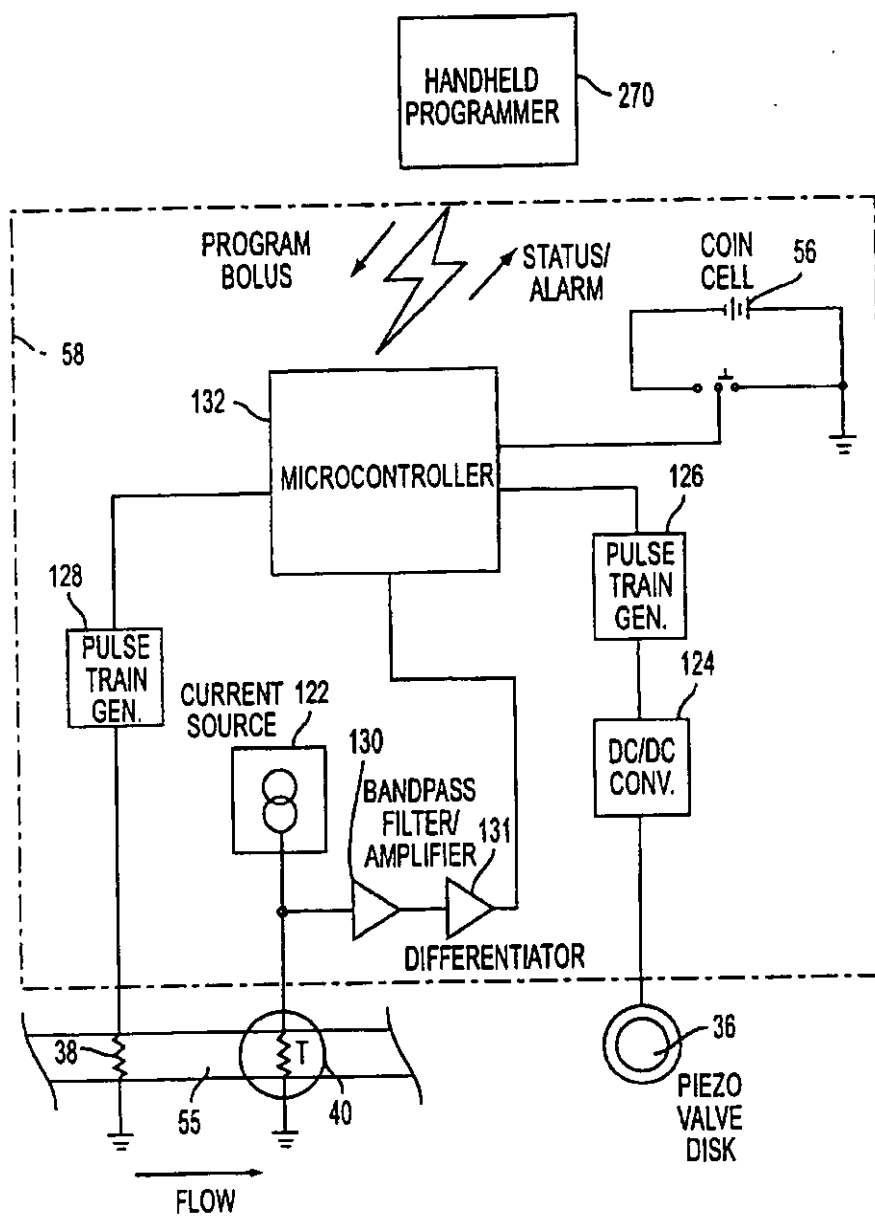 HANDHELD
PROGRAMMER
270
PROGRAM
BOLUS
STATUS/
ALARM
COIN
CELL
56
58
132
MICROCONTROLLER
126
PULSE
TRAIN
GEN.
128
PULSE
TRAIN
GEN.
CURRENT
SOURCE
122
124
DC/DC
CONV.
130
BANDPASS
FILTER/
AMPLIFIER
131
DIFFERENTIATOR
38
55
T
40
36
PIEZO
VALVE
DISK
FLOW